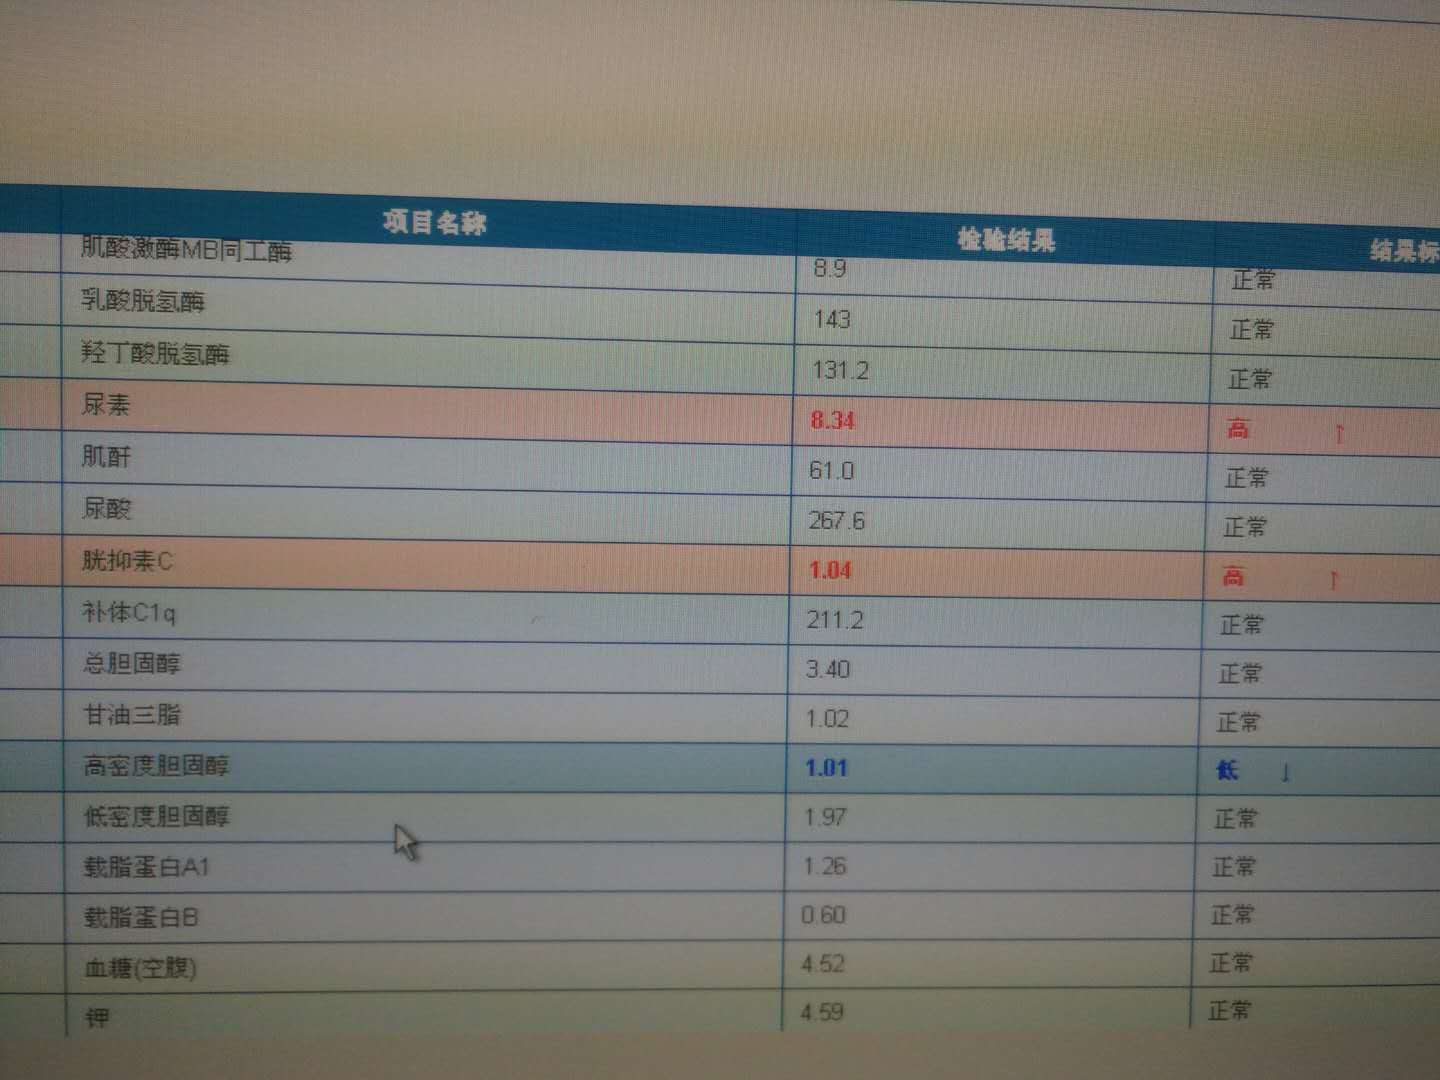 项目名称 检验结果 结果标
肌酸激酶MB同工酶 8.9 正常
乳酸脱氢酶 143 正常
羟丁酸脱氢酶 131.2 正常
尿素 8.34 高 ↑
肌酐 61.0 正常
尿酸 267.6 正常
胱抑素C 1.04 高 ↑
补体C1q 211.2 正常
总胆固醇 3.40 正常
甘油三脂 1.02 正常
高密度胆固醇 1.01 低 ↓
低密度胆固醇 1.97 正常
载脂蛋白A1 1.26 正常
载脂蛋白B 0.60 正常
血糖(空腹) 4.52 正常
钾 4.59 正常